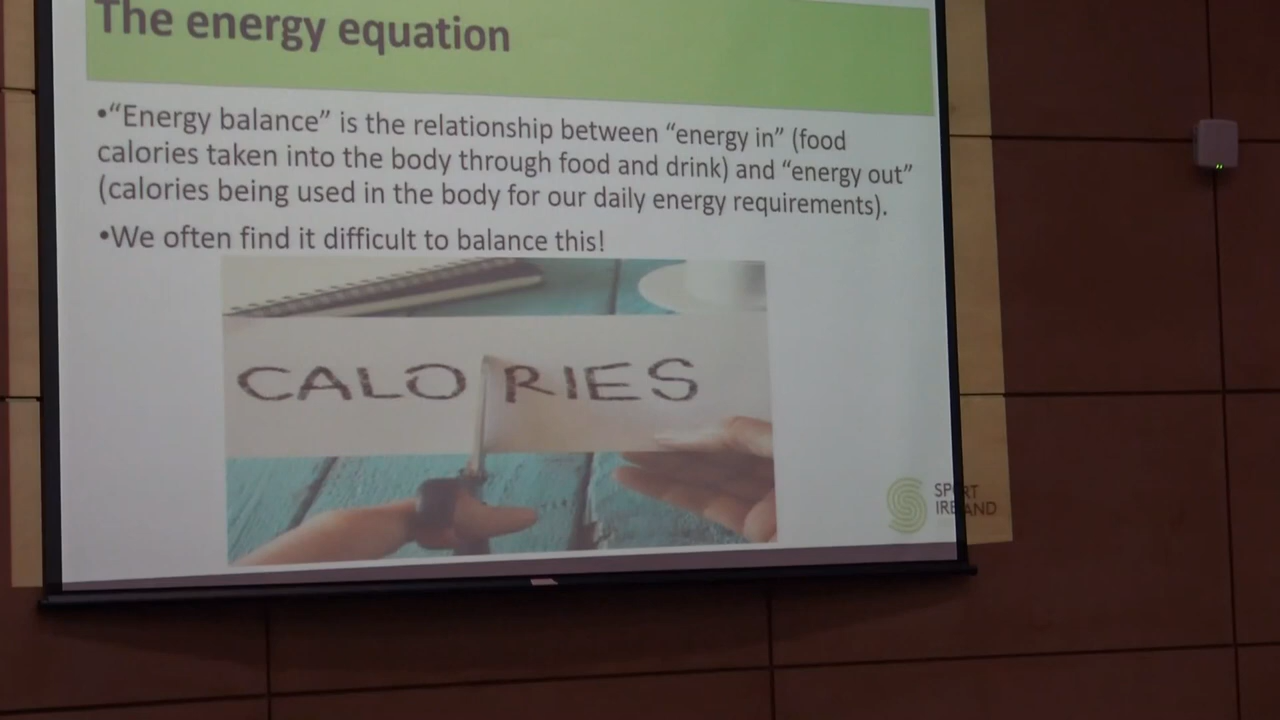 The energy equation
•“Energy balance” is the relationship between “energy in” (food
calories taken into the body through food and drink) and “energy out”
(calories being used in the body for our daily energy requirements).
•We often find it difficult to balance this!
CALORIES
SPORT
IRELAND